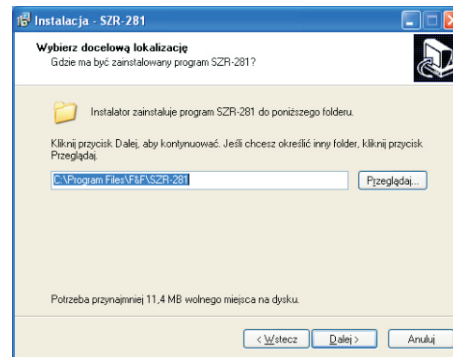 Instalacja - SZR-281
Wybierz docelową lokalizację
Gdzie ma być zainstalowany program SZR-281?
Instalator zainstaluje program SZR-281 do poniższego folderu.
Kliknij przycisk Dalej, aby kontynuować. Jeśli chcesz określić inny folder, kliknij przycisk
Przeglądaj.
C:\Program Files\F&F\SZR-281
Przeglądaj...
Potrzeba przynajmniej 11,4 MB wolnego miejsca na dysku.
< Wstecz
Dalej >
Anuluj